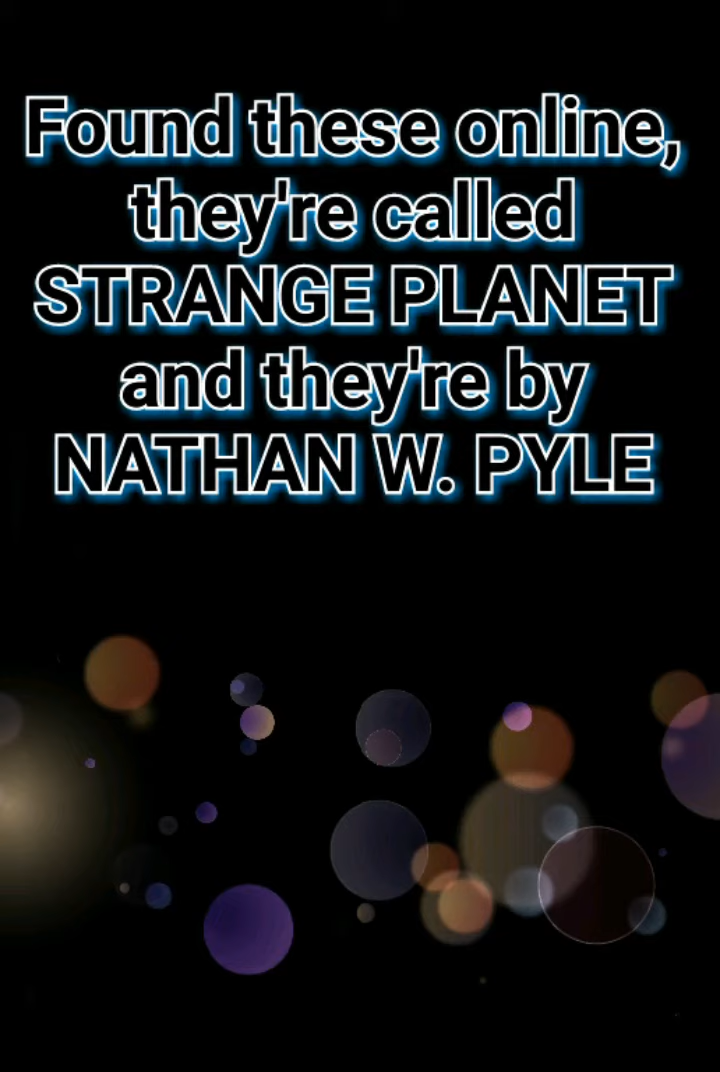 Found these online,
they're called
STRANGE PLANET
and they're by
NATHAN W. PYLE